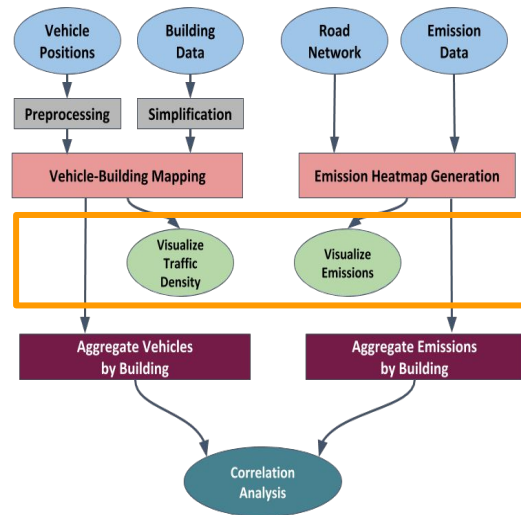 Vehicle
Positions
Building
Data
Road
Network
Emission
Data
Preprocessing
Simplification
Vehicle-Building Mapping
Emission Heatmap Generation
Visualize
Traffic
Density
Visualize
Emissions
Aggregate Vehicles
by Building
Aggregate Emissions
by Building
Correlation
Analysis